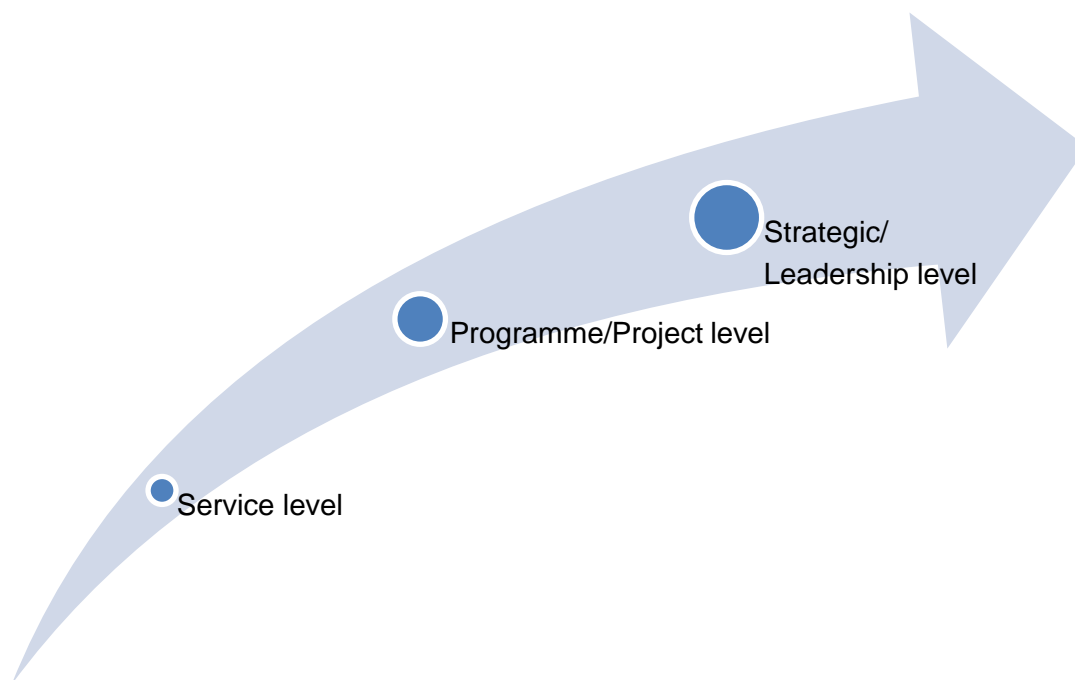 Strategic/
Leadership level
Programme/Project level
Service level